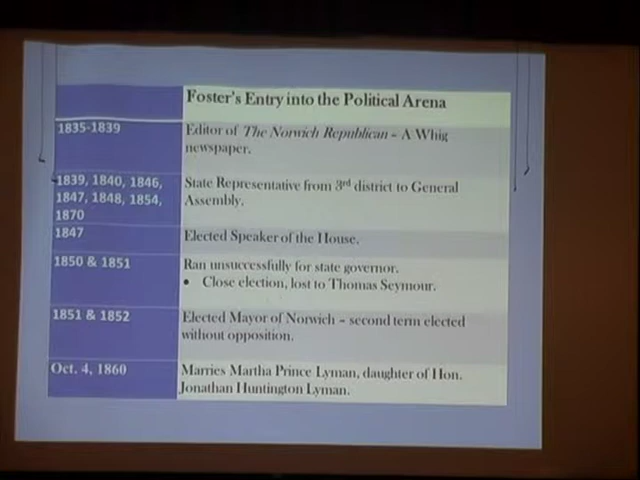 Foster's Entry into the Political Arena
1835-1839
Editor of The Norwich Republican – A Whig
newspaper.
1839, 1840, 1846,
1847, 1848, 1854,
1870
State Representative from 3rd district to General
Assembly.
1847
Elected Speaker of the House.
1850 & 1851
Ran unsuccessfully for state governor.
• Close election, lost to Thomas Seymour.
1851 & 1852
Elected Mayor of Norwich – second term elected
without opposition.
Oct. 4, 1860
Marries Martha Prince Lyman, daughter of Hon.
Jonathan Huntington Lyman.